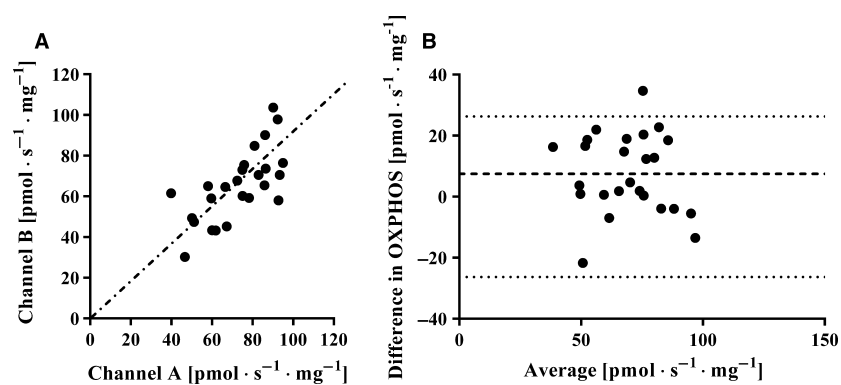 A
B
120
100
80
60
40
20
0
0 20 40 60 80 100 120
Channel B [pmol · s⁻¹ · mg⁻¹]
Channel A [pmol · s⁻¹ · mg⁻¹]
40
20
0
−20
−40
0 50 100 150
Difference in OXPHOS [pmol · s⁻¹ · mg⁻¹]
Average [pmol · s⁻¹ · mg⁻¹]